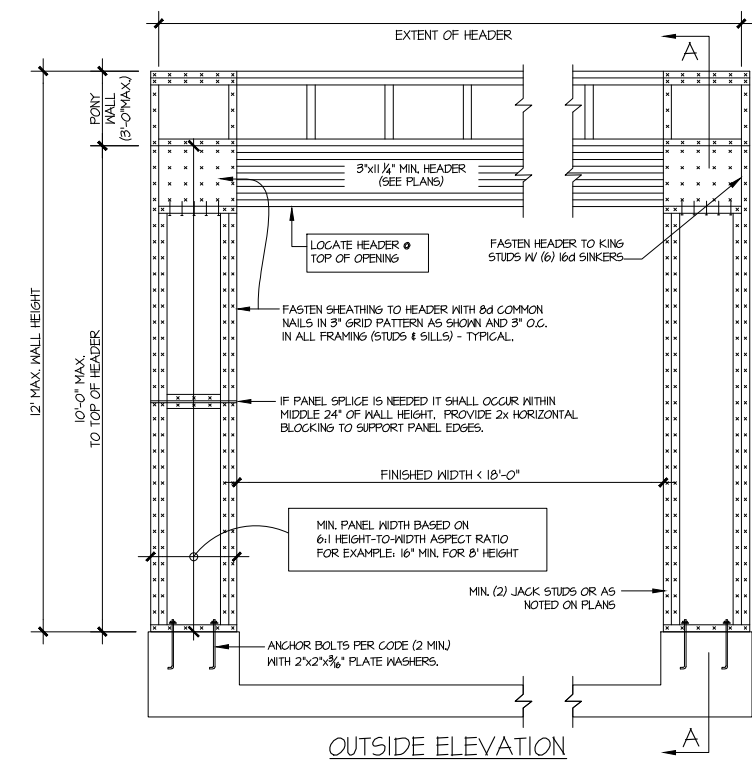 EXTENT OF HEADER
A
PONY
WALL
(3'-0"MAX.)
3"x11 1/4" MIN. HEADER
(SEE PLANS)
LOCATE HEADER @
TOP OF OPENING
FASTEN HEADER TO KING
STUDS W/ (6) 16d SINKERS
FASTEN SHEATHING TO HEADER WITH 8d COMMON
NAILS IN 3" GRID PATTERN AS SHOWN AND 3" O.C.
IN ALL FRAMING (STUDS & SILLS) - TYPICAL.
12' MAX. WALL HEIGHT
10'-0" MAX.
TO TOP OF HEADER
IF PANEL SPLICE IS NEEDED IT SHALL OCCUR WITHIN
MIDDLE 24" OF WALL HEIGHT. PROVIDE 2x HORIZONTAL
BLOCKING TO SUPPORT PANEL EDGES.
FINISHED WIDTH < 18'-0"
MIN. PANEL WIDTH BASED ON
6:1 HEIGHT-TO-WIDTH ASPECT RATIO
FOR EXAMPLE: 16" MIN. FOR 8' HEIGHT
MIN. (2) JACK STUDS OR AS
NOTED ON PLANS
ANCHOR BOLTS PER CODE (2 MIN.)
WITH 2"x2"x3/16" PLATE WASHERS.
A
OUTSIDE ELEVATION